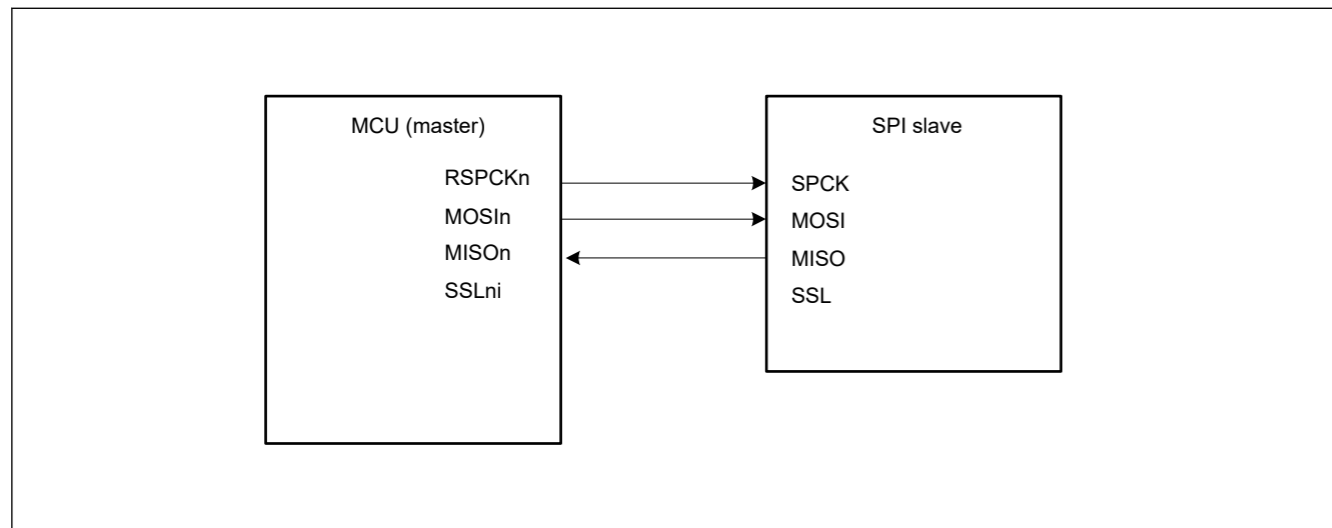 MCU (master)
RSPCKn
MOSIn
MISOn
SSLni
SPI slave
SPCK
MOSI
MISO
SSL